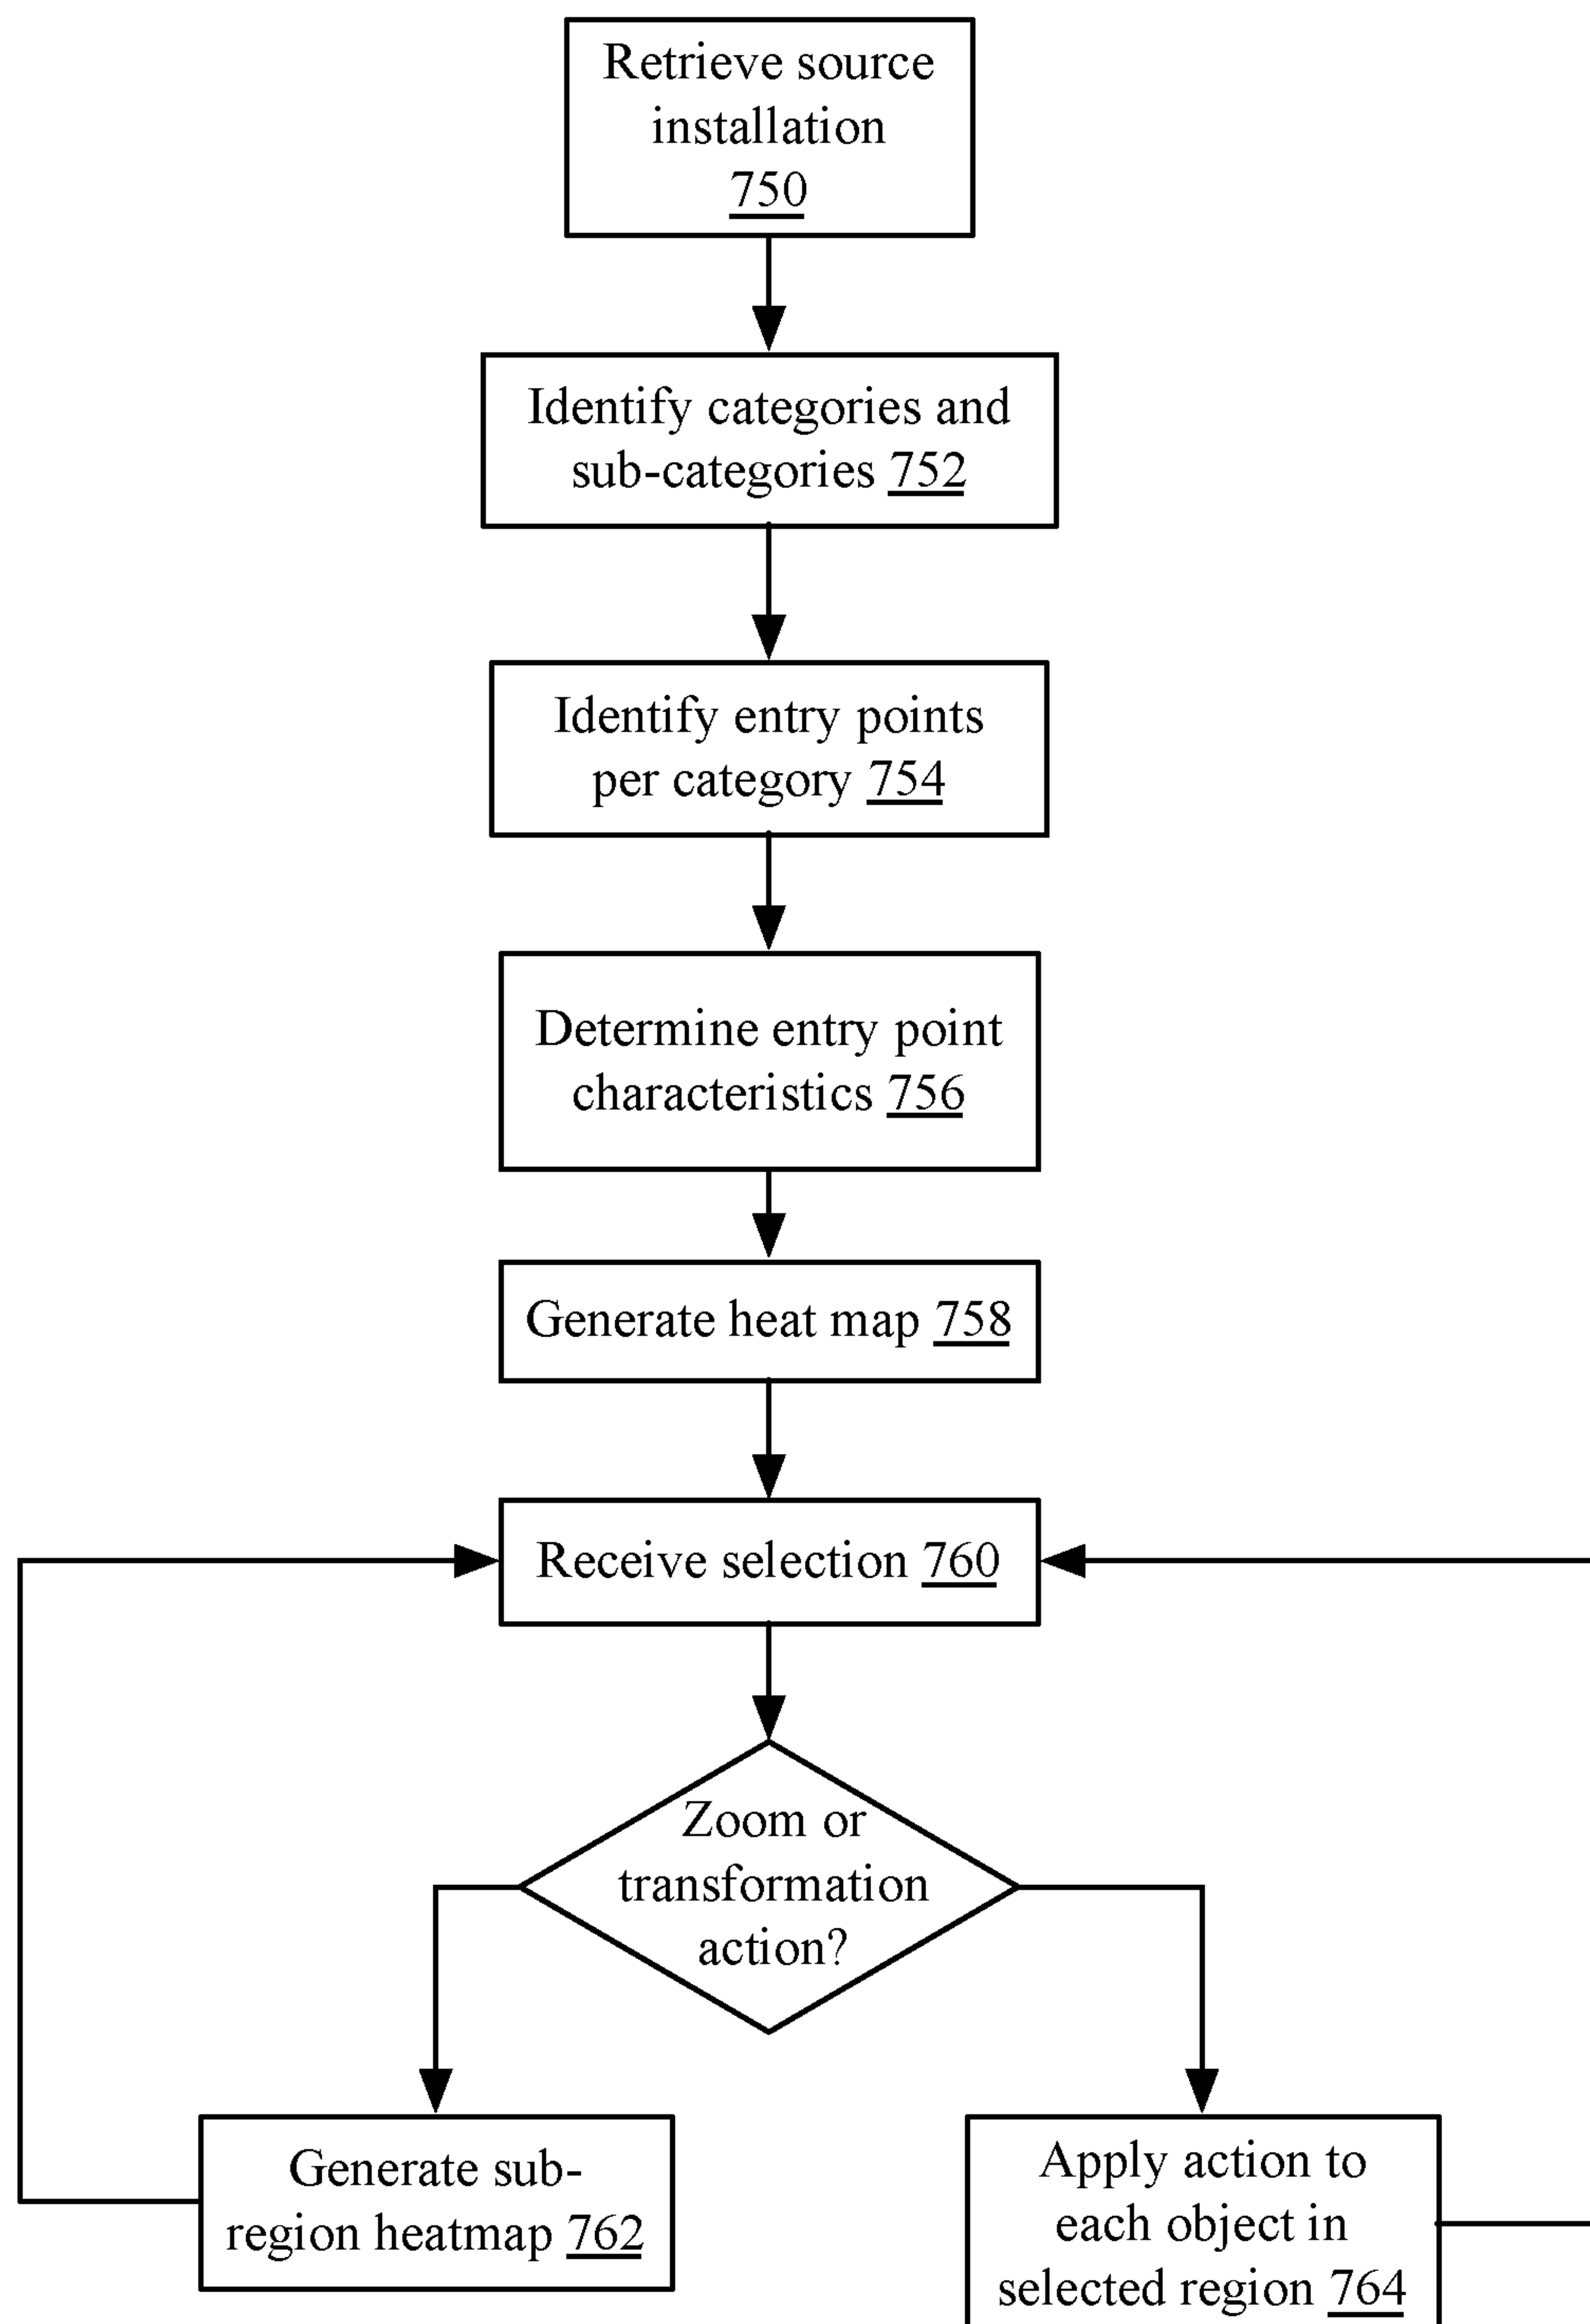 Retrieve source
installation
750
Identify categories and
sub-categories 752
Identify entry points
per category 754
Determine entry point
characteristics 756
Generate heat map 758
Receive selection 760
Zoom or
transformation
action?
Generate sub-
region heatmap 762
Apply action to
each object in
selected region 764